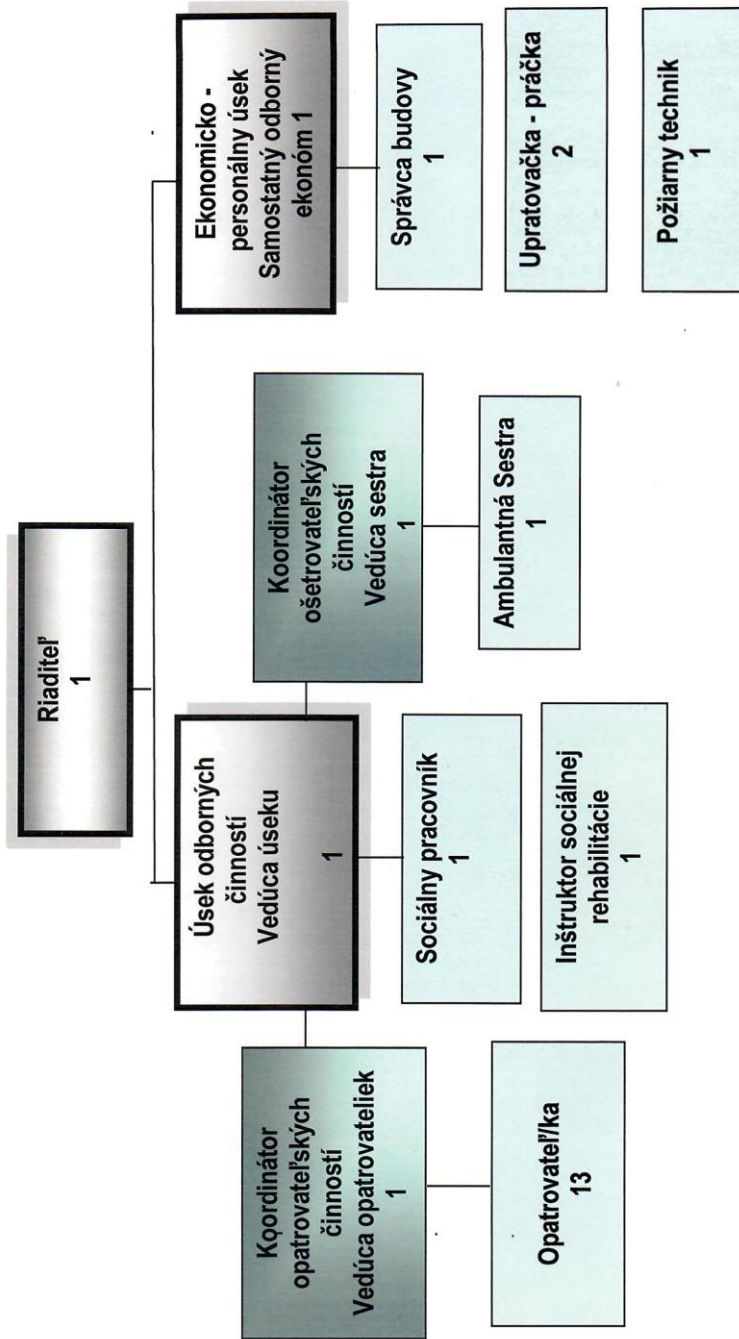 Riaditeľ
1
Úsek odborných
činností
Vedúca úseku
1
Ekonomicko -
personálny úsek
Samostatný odborný
ekonóm 1
Koordinátor
opatrovateľských
činností
Vedúca opatrovateliek
1
Koordinátor
ošetrovateľských
činností
Vedúca sestra
1
Opatrovateľ/ka
13
Sociálny pracovník
1
Inštruktor sociálnej
rehabilitácie
1
Ambulantná Sestra
1
Správca budovy
1
Upratovačka - práčka
2
Požiarny technik
1